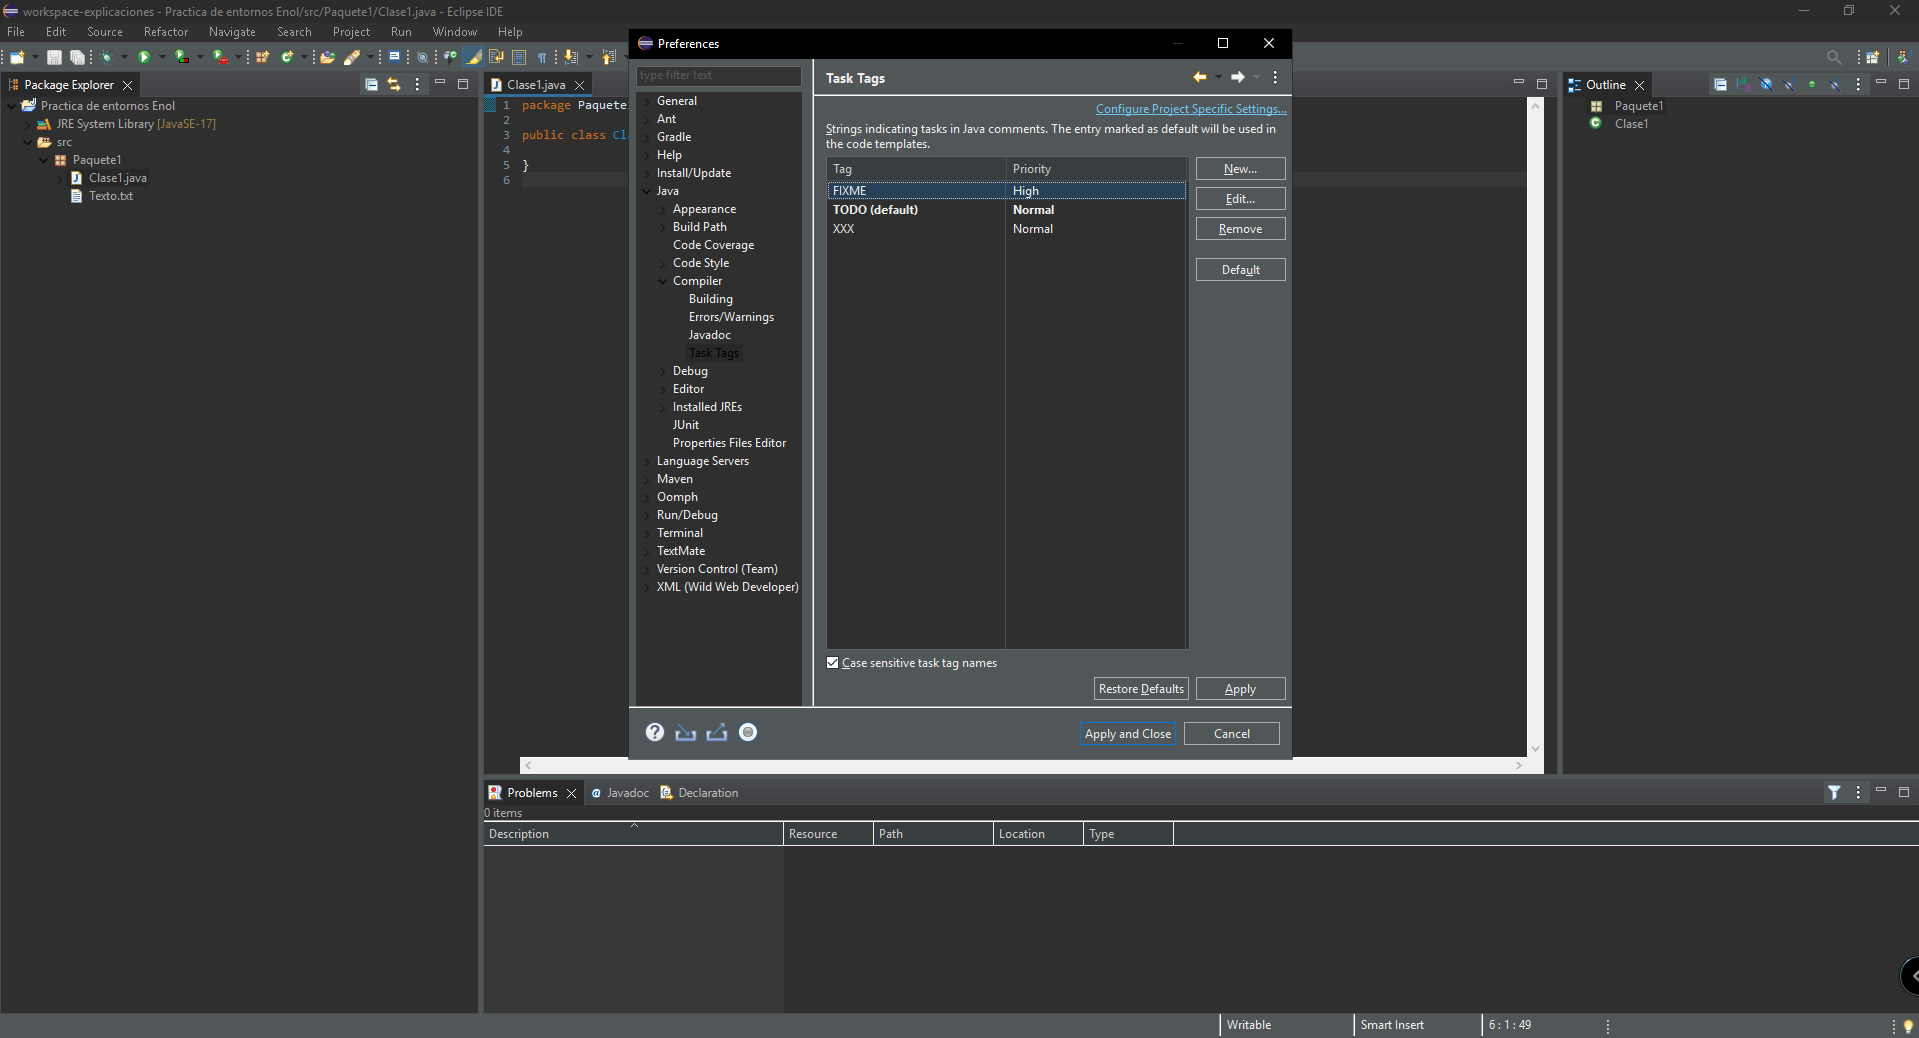 workspace-explicaciones - Practica de entornos Enol/src/Paquete1/Clase1.java - Eclipse IDE
File Edit Source Refactor Navigate Search Project Run Window Help
Package Explorer
Practica de entornos Enol
JRE System Library [JavaSE-17]
src
Paquete1
Clase1.java
Texto.txt
Clase1.java
1 package Paquete
2
3 public class Cl
4
5 }
6
Preferences
type filter text
General
Ant
Gradle
Help
Install/Update
Java
Appearance
Build Path
Code Coverage
Code Style
Compiler
Building
Errors/Warnings
Javadoc
Task Tags
Debug
Editor
Installed JREs
JUnit
Properties Files Editor
Language Servers
Maven
Oomph
Run/Debug
Terminal
TextMate
Version Control (Team)
XML (Wild Web Developer)
Task Tags
Configure Project Specific Settings...
Strings indicating tasks in Java comments. The entry marked as default will be used in
the code templates.
Tag Priority
FIXME High
TODO (default) Normal
XXX Normal
New...
Edit...
Remove
Default
Case sensitive task tag names
Restore Defaults Apply
Apply and Close Cancel
Outline
Paquete1
Clase1
Problems Javadoc Declaration
0 items
Description Resource Path Location Type
Writable Smart Insert 6 : 1 : 49